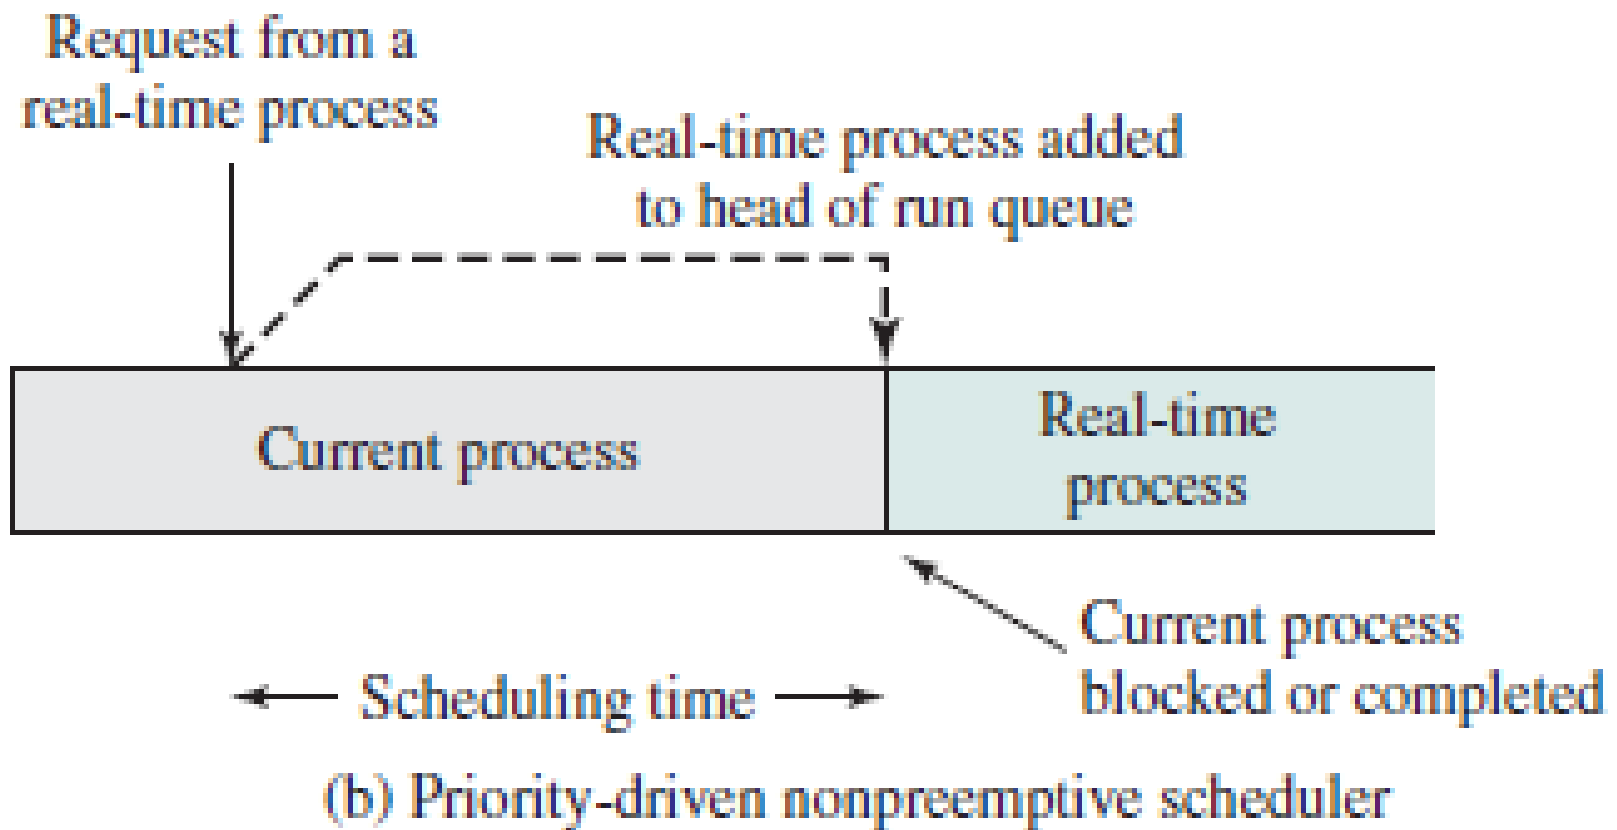 Request from a
real-time process
Real-time process added
to head of run queue
Current process
Real-time
process
Current process
blocked or completed
Scheduling time
(b) Priority-driven nonpreemptive scheduler